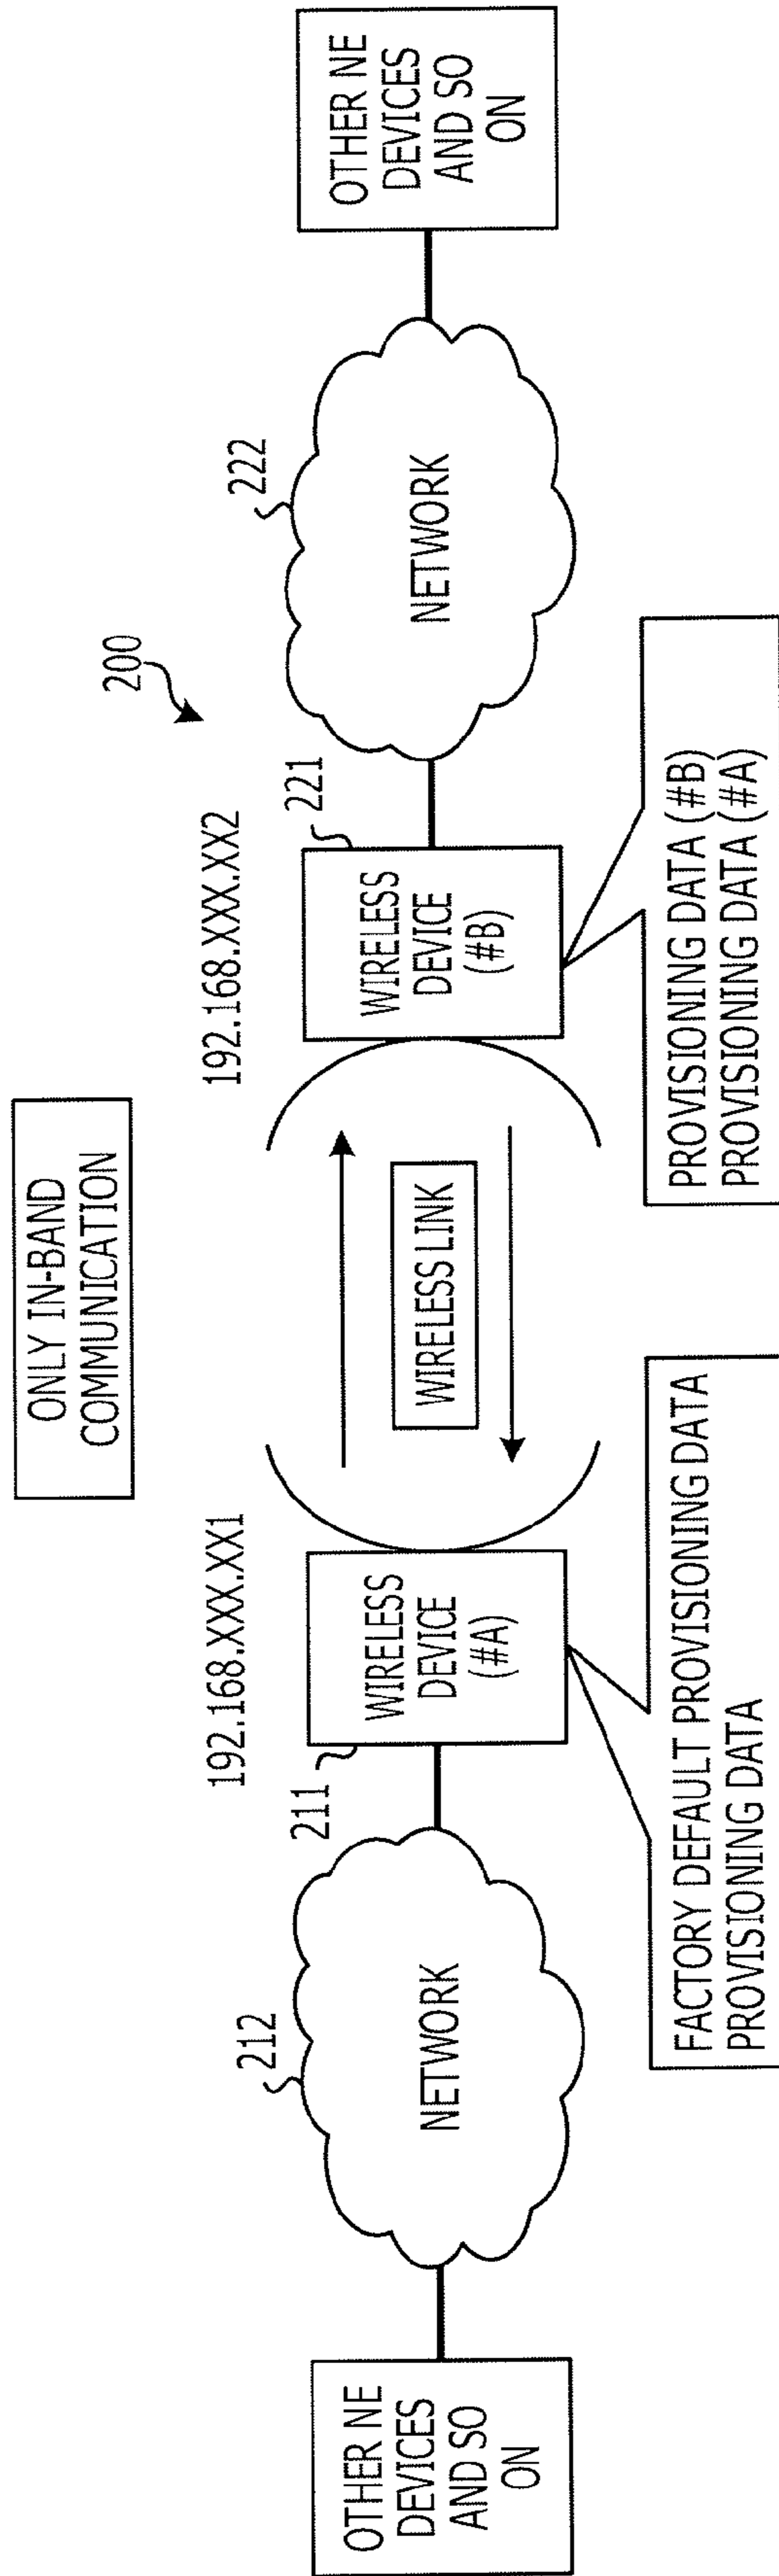 ONLY IN-BAND
COMMUNICATION
200
192.168.XXX.XX1
192.168.XXX.XX2
212
211
221
222
OTHER NE
DEVICES
AND SO
ON
NETWORK
WIRELESS
DEVICE
(#A)
WIRELESS LINK
WIRELESS
DEVICE
(#B)
NETWORK
OTHER NE
DEVICES
AND SO
ON
FACTORY DEFAULT PROVISIONING DATA
PROVISIONING DATA
PROVISIONING DATA (#B)
PROVISIONING DATA (#A)